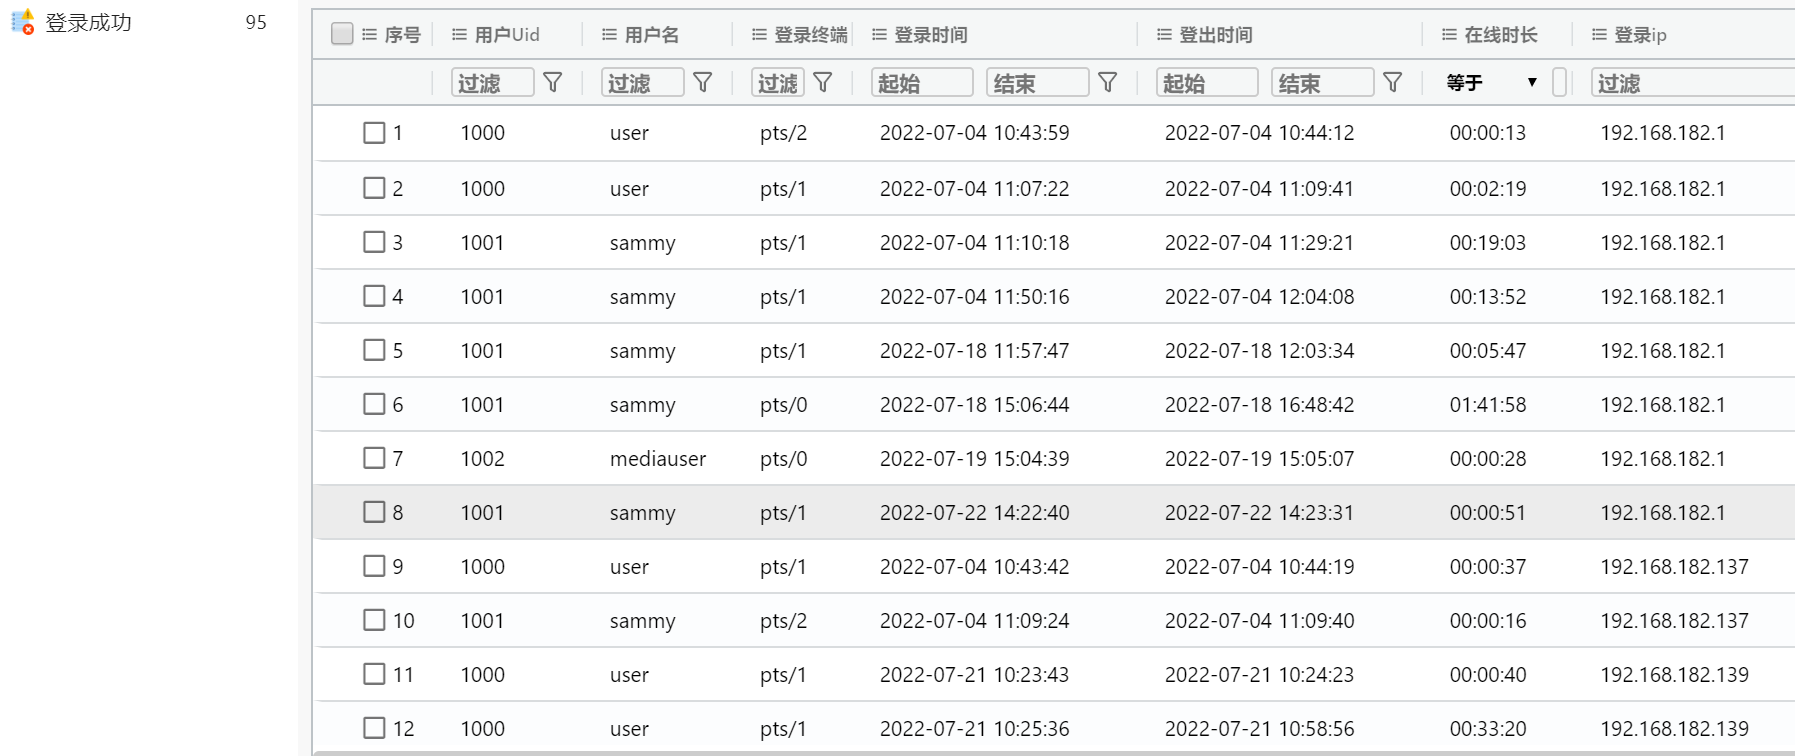 登录成功 95
序号 用户Uid 用户名 登录终端 登录时间 登出时间 在线时长 登录ip
过滤 过滤 过滤 起始 结束 起始 结束 等于 过滤
1 1000 user pts/2 2022-07-04 10:43:59 2022-07-04 10:44:12 00:00:13 192.168.182.1
2 1000 user pts/1 2022-07-04 11:07:22 2022-07-04 11:09:41 00:02:19 192.168.182.1
3 1001 sammy pts/1 2022-07-04 11:10:18 2022-07-04 11:29:21 00:19:03 192.168.182.1
4 1001 sammy pts/1 2022-07-04 11:50:16 2022-07-04 12:04:08 00:13:52 192.168.182.1
5 1001 sammy pts/1 2022-07-18 11:57:47 2022-07-18 12:03:34 00:05:47 192.168.182.1
6 1001 sammy pts/0 2022-07-18 15:06:44 2022-07-18 16:48:42 01:41:58 192.168.182.1
7 1002 mediauser pts/0 2022-07-19 15:04:39 2022-07-19 15:05:07 00:00:28 192.168.182.1
8 1001 sammy pts/1 2022-07-22 14:22:40 2022-07-22 14:23:31 00:00:51 192.168.182.1
9 1000 user pts/1 2022-07-04 10:43:42 2022-07-04 10:44:19 00:00:37 192.168.182.137
10 1001 sammy pts/2 2022-07-04 11:09:24 2022-07-04 11:09:40 00:00:16 192.168.182.137
11 1000 user pts/1 2022-07-21 10:23:43 2022-07-21 10:24:23 00:00:40 192.168.182.139
12 1000 user pts/1 2022-07-21 10:25:36 2022-07-21 10:58:56 00:33:20 192.168.182.139